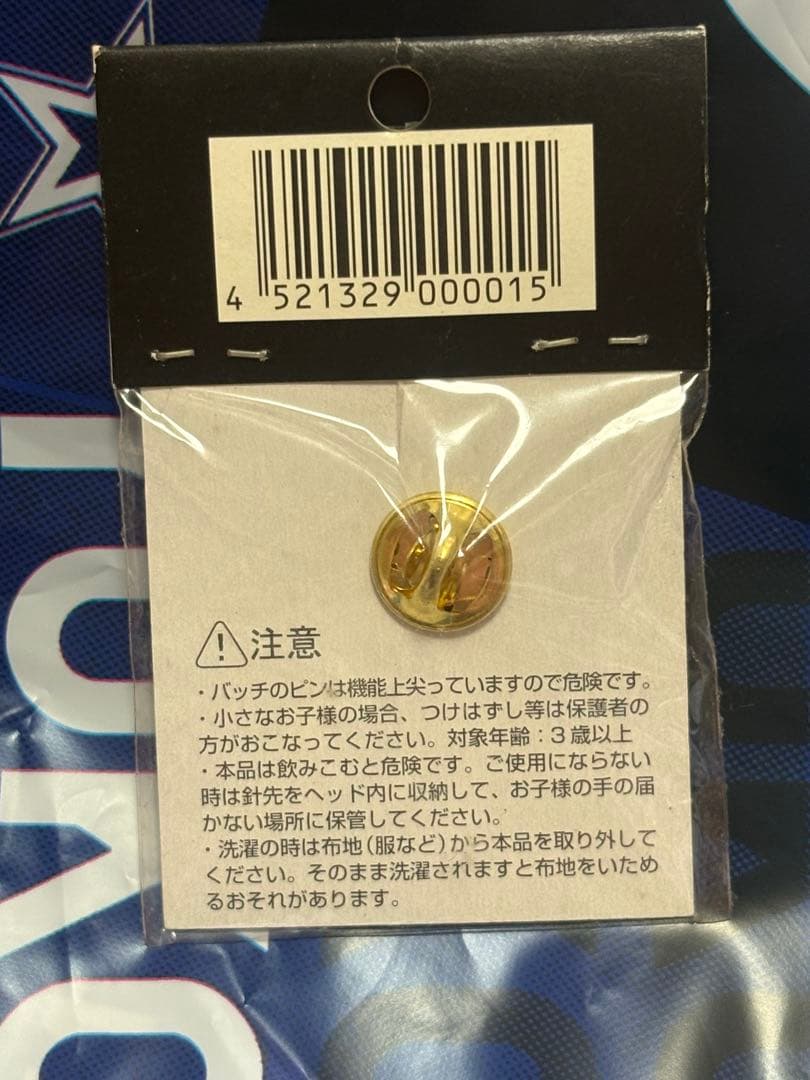 4 521329 000015
注意
・バッチのピンは機能上尖っていますので危険です。
・小さなお子様の場合、つけはずし等は保護者の
方がおこなってください。対象年齢：3歳以上
・本品は飲みこむと危険です。ご使用にならない
時は針先をヘッド内に収納して、お子様の手の届
かない場所に保管してください。
・洗濯の時は布地（服など）から本品を取り外して
ください。そのまま洗濯されますと布地をいため
るおそれがあります。